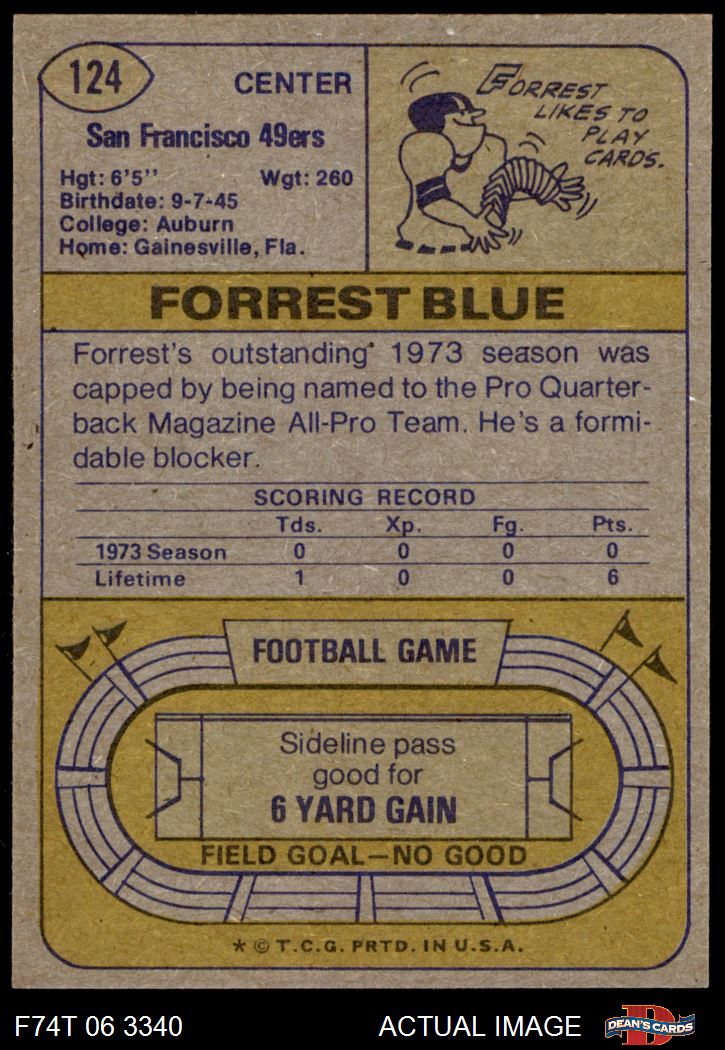 124
CENTER
San Francisco 49ers
Hgt: 6'5'' Wgt: 260
Birthdate: 9-7-45
College: Auburn
Home: Gainesville, Fla.
FORREST
LIKES TO
PLAY
CARDS.
FORREST BLUE
Forrest's outstanding 1973 season was
capped by being named to the Pro Quarter-
back Magazine All-Pro Team. He's a formi-
dable blocker.
SCORING RECORD
Tds. Xp. Fg. Pts.
1973 Season 0 0 0 0
Lifetime 1 0 0 6
FOOTBALL GAME
Sideline pass
good for
6 YARD GAIN
FIELD GOAL—NO GOOD
* © T.C.G. PRTD. IN U.S.A.
F74T 06 3340 ACTUAL IMAGE D DEAN'S CARDS